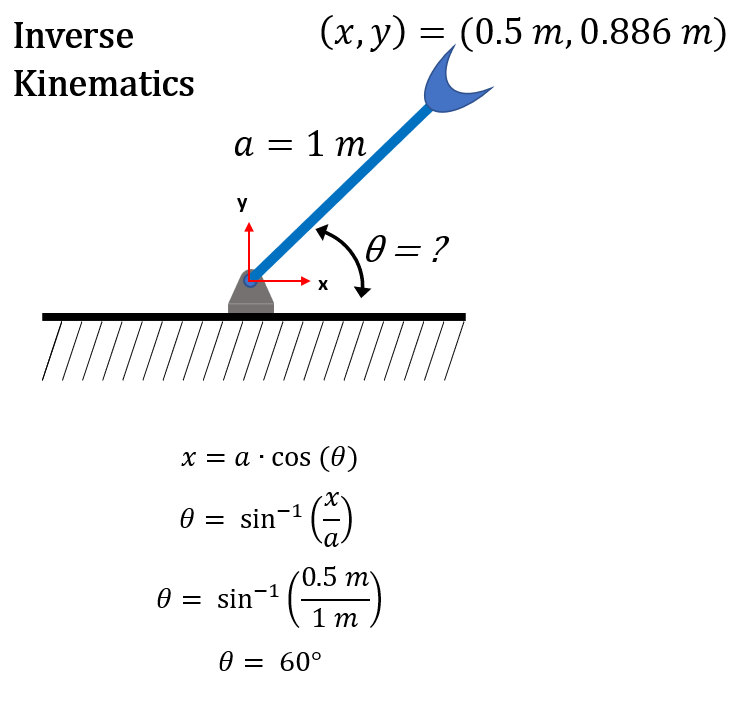 Inverse
Kinematics
(x, y) = (0.5 m, 0.886 m)
a = 1 m
y
θ = ?
x
x = a · cos (θ)
θ = sin⁻¹ (x/a)
θ = sin⁻¹ (0.5 m/1 m)
θ = 60°